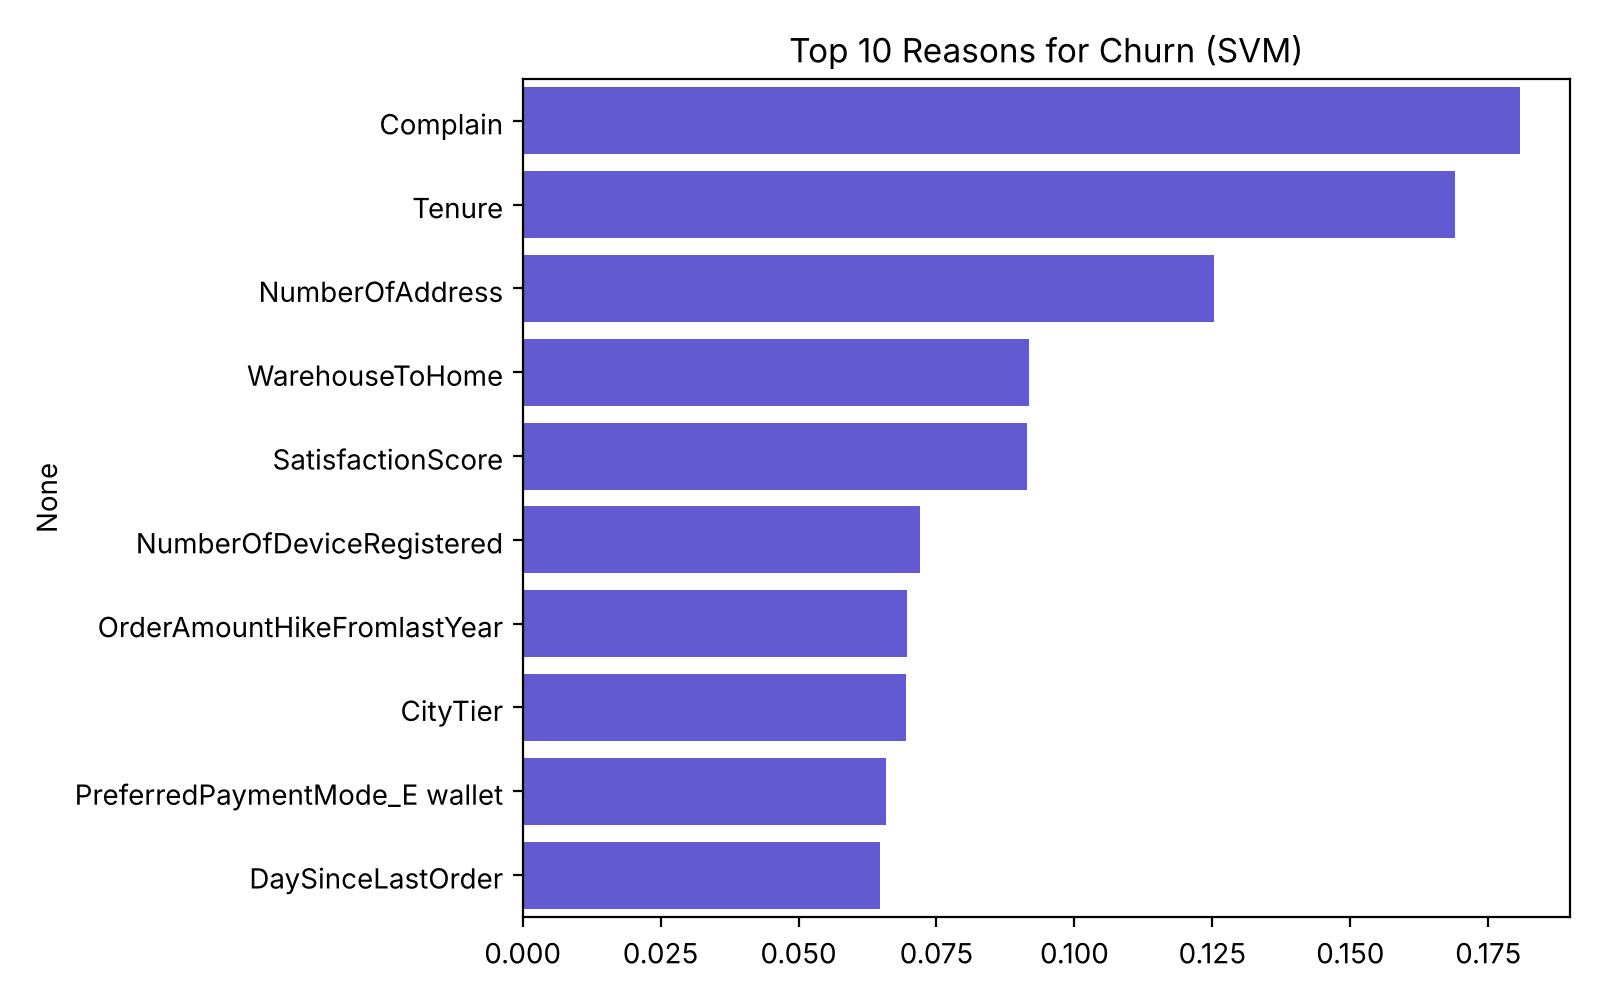 Top 10 Reasons for Churn (SVM)
None
Complain
Tenure
NumberOfAddress
WarehouseToHome
SatisfactionScore
NumberOfDeviceRegistered
OrderAmountHikeFromlastYear
CityTier
PreferredPaymentMode_E wallet
DaySinceLastOrder
0.000 0.025 0.050 0.075 0.100 0.125 0.150 0.175